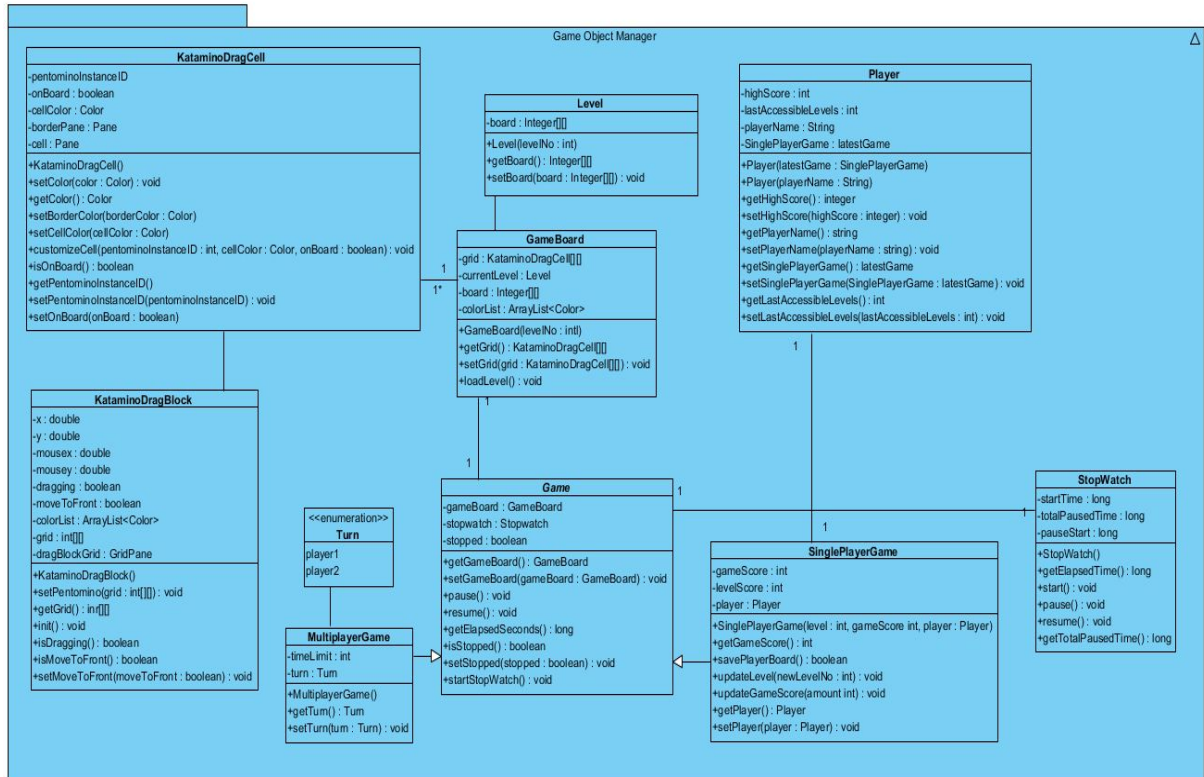 Game Object Manager
KataminoDragCell
-pentominoInstanceID
-onBoard : boolean
-cellColor : Color
-borderPane : Pane
-cell : Pane
+KataminoDragCell()
+setColor(color : Color) : void
+getColor() : Color
+setBorderColor(borderColor : Color)
+setCellColor(cellColor : Color)
+customizeCell(pentominoInstanceID : int, cellColor : Color, onBoard : boolean) : void
+isOnBoard() : boolean
+getPentominoInstanceID()
+setPentominoInstanceID(pentominoInstanceID) : void
+setOnBoard(onBoard : boolean)
Level
-board : Integer[][]
+Level(levelNo : int)
+getBoard() : Integer[][]
+setBoard(board : Integer[][]) : void
Player
-highScore : int
-lastAccessibleLevels : int
-playerName : String
-SinglePlayerGame : latestGame
+Player(latestGame : SinglePlayerGame)
+Player(playerName : String)
+getHighScore() : integer
+setHighScore(highScore : integer) : void
+getPlayerName() : string
+setPlayerName(playerName : string) : void
+getSinglePlayerGame() : latestGame
+setSinglePlayerGame(SinglePlayerGame : latestGame) : void
+getLastAccessibleLevels() : int
+setLastAccessibleLevels(lastAccessibleLevels : int) : void
GameBoard
-grid : KataminoDragCell[][]
-currentLevel : Level
-board : Integer[][]
-colorList : ArrayList<Color>
+GameBoard(levelNo : intl)
+getGrid() : KataminoDragCell[][]
+setGrid(grid : KataminoDragCell[][]) : void
+loadLevel() : void
1
1*
1
1
1
1
1
1
KataminoDragBlock
-x : double
-y : double
-mousex : double
-mousey : double
-dragging : boolean
-moveToFront : boolean
-colorList : ArrayList<Color>
-grid : int[][]
-dragBlockGrid : GridPane
+KataminoDragBlock()
+setPentomino(grid : int[][]) : void
+getGrid() : inr[][]
+init() : void
+isDragging() : boolean
+isMoveToFront() : boolean
+setMoveToFront(moveToFront : boolean) : void
<<enumeration>>
Turn
player1
player2
MultiplayerGame
-timeLimit : int
-turn : Turn
+MultiplayerGame()
+getTurn() : Turn
+setTurn(turn : Turn) : void
Game
-gameBoard : GameBoard
-stopwatch : Stopwatch
-stopped : boolean
+getGameBoard() : GameBoard
+setGameBoard(gameBoard : GameBoard) : void
+pause() : void
+resume() : void
+getElapsedSeconds() : long
+isStopped() : boolean
+setStopped(stopped : boolean) : void
+startStopWatch() : void
SinglePlayerGame
-gameScore : int
-levelScore : int
-player : Player
+SinglePlayerGame(level : int, gameScore int, player : Player)
+getGameScore() : int
+savePlayerBoard() : boolean
+updateLevel(newLevelNo : int) : void
+updateGameScore(amount int) : void
+getPlayer() : Player
+setPlayer(player : Player) : void
StopWatch
-startTime : long
-totalPausedTime : long
-pauseStart : long
+StopWatch()
+getElapsedTime() : long
+start() : void
+pause() : void
+resume() : void
+getTotalPausedTime() : long